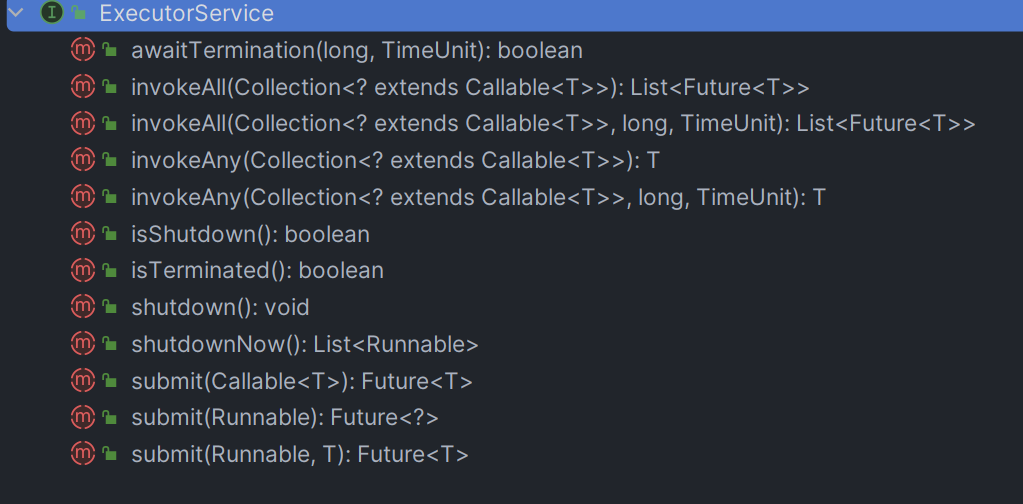 ExecutorService
awaitTermination(long, TimeUnit): boolean
invokeAll(Collection<? extends Callable<T>>): List<Future<T>>
invokeAll(Collection<? extends Callable<T>>, long, TimeUnit): List<Future<T>>
invokeAny(Collection<? extends Callable<T>>): T
invokeAny(Collection<? extends Callable<T>>, long, TimeUnit): T
isShutdown(): boolean
isTerminated(): boolean
shutdown(): void
shutdownNow(): List<Runnable>
submit(Callable<T>): Future<T>
submit(Runnable): Future<?>
submit(Runnable, T): Future<T>